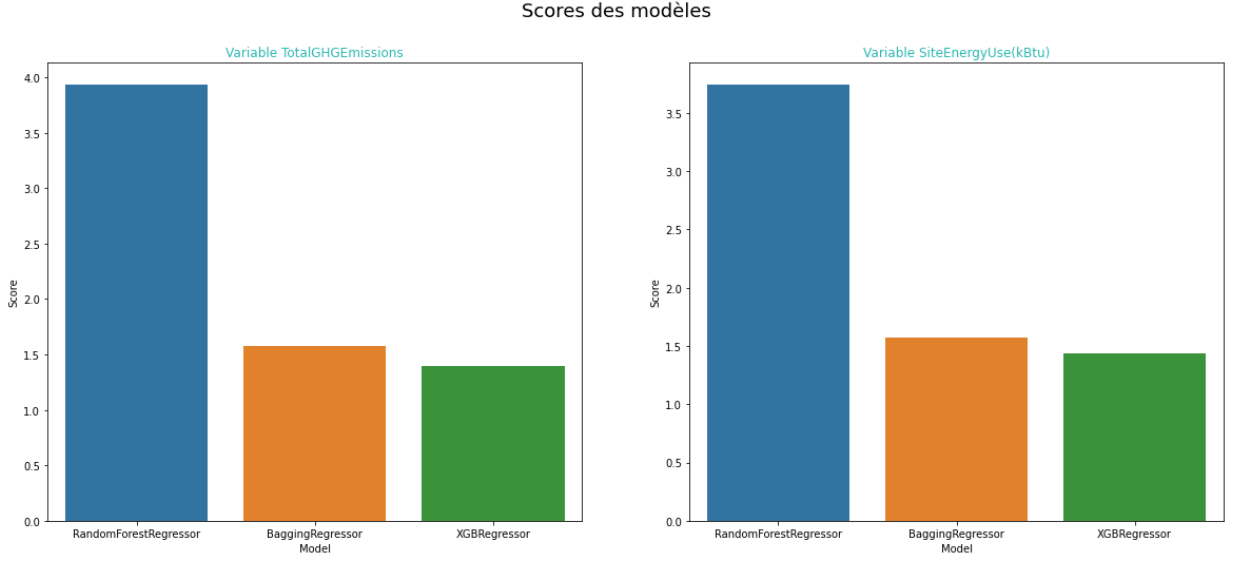 Scores des modèles
Variable TotalGHGEmissions
4.0
3.5
3.0
2.5
2.0
1.5
1.0
0.5
0.0
Score
RandomForestRegressor BaggingRegressor XGBRegressor
Model
Variable SiteEnergyUse(kBtu)
3.5
3.0
2.5
2.0
1.5
1.0
0.5
0.0
Score
RandomForestRegressor BaggingRegressor XGBRegressor
Model